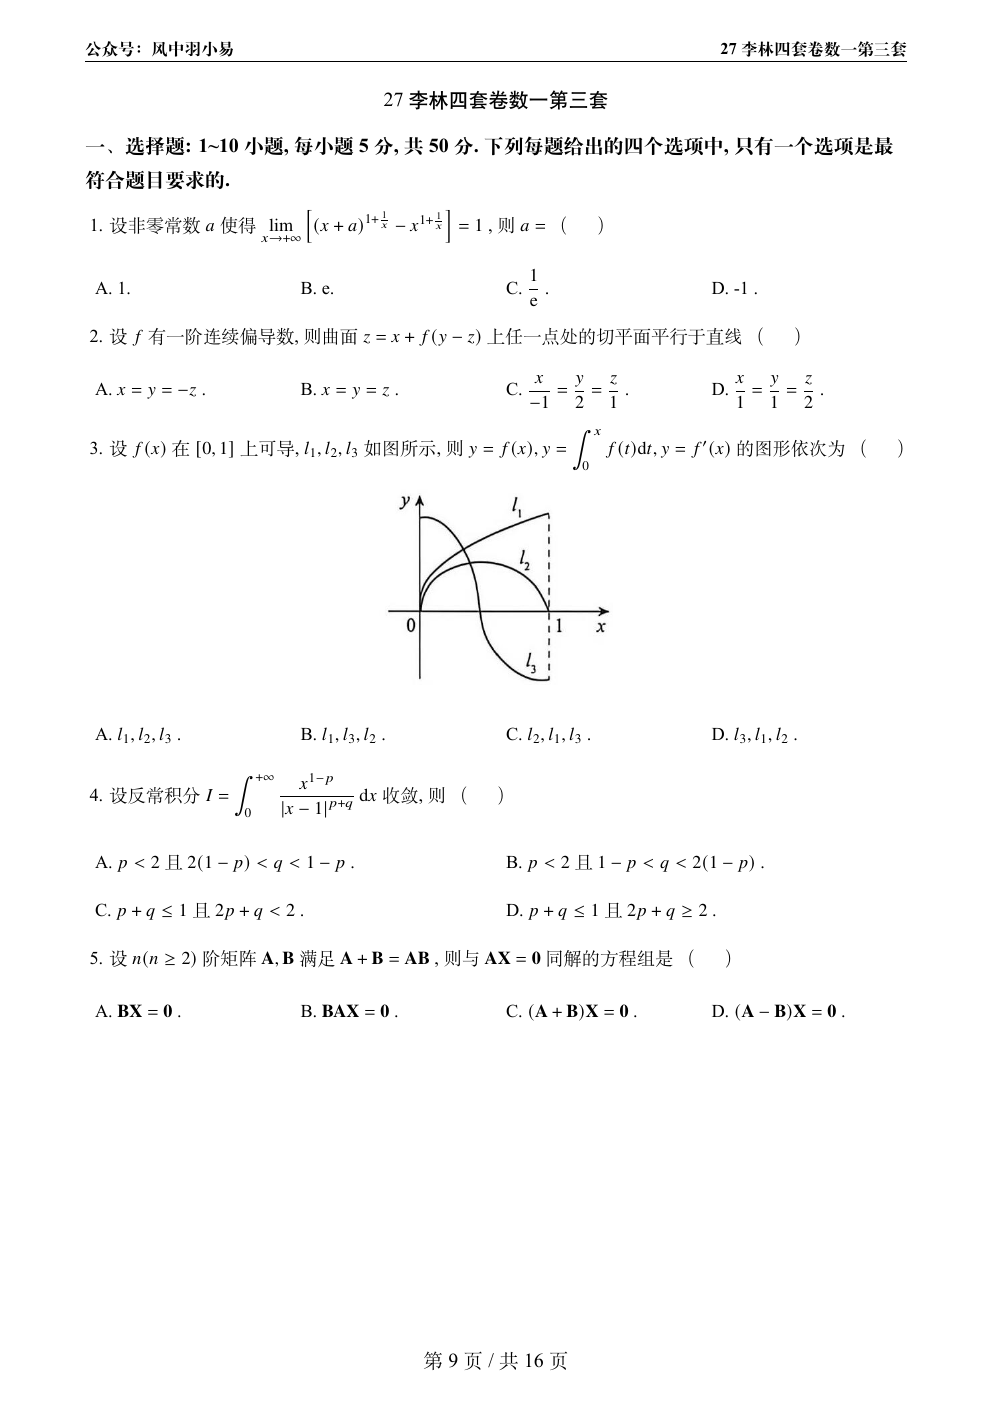 公众号：风中羽小易 27 李林四套卷数一第三套
27 李林四套卷数一第三套
一、选择题: 1~10 小题, 每小题 5 分, 共 50 分. 下列每题给出的四个选项中, 只有一个选项是最
符合题目要求的.
1. 设非零常数 a 使得 lim_{x→+∞} [(x + a)^{1+1/x} − x^{1+1/x}] = 1 , 则 a = （ ）
A. 1. B. e. C. 1/e . D. -1 .
2. 设 f 有一阶连续偏导数, 则曲面 z = x + f(y − z) 上任一点处的切平面平行于直线 （ ）
A. x = y = −z . B. x = y = z . C. x/−1 = y/2 = z/1 . D. x/1 = y/1 = z/2 .
3. 设 f(x) 在 [0, 1] 上可导, l₁, l₂, l₃ 如图所示, 则 y = f(x), y = ∫₀ˣ f(t)dt, y = f′(x) 的图形依次为 （ ）
y l₁
l₂
0 1 x
l₃
A. l₁, l₂, l₃ . B. l₁, l₃, l₂ . C. l₂, l₁, l₃ . D. l₃, l₁, l₂ .
4. 设反常积分 I = ∫₀^{+∞} x^{1−p}/|x − 1|^{p+q} dx 收敛, 则 （ ）
A. p < 2 且 2(1 − p) < q < 1 − p . B. p < 2 且 1 − p < q < 2(1 − p) .
C. p + q ≤ 1 且 2p + q < 2 . D. p + q ≤ 1 且 2p + q ≥ 2 .
5. 设 n(n ≥ 2) 阶矩阵 A, B 满足 A + B = AB , 则与 AX = 0 同解的方程组是 （ ）
A. BX = 0 . B. BAX = 0 . C. (A + B)X = 0 . D. (A − B)X = 0 .
第 9 页 / 共 16 页